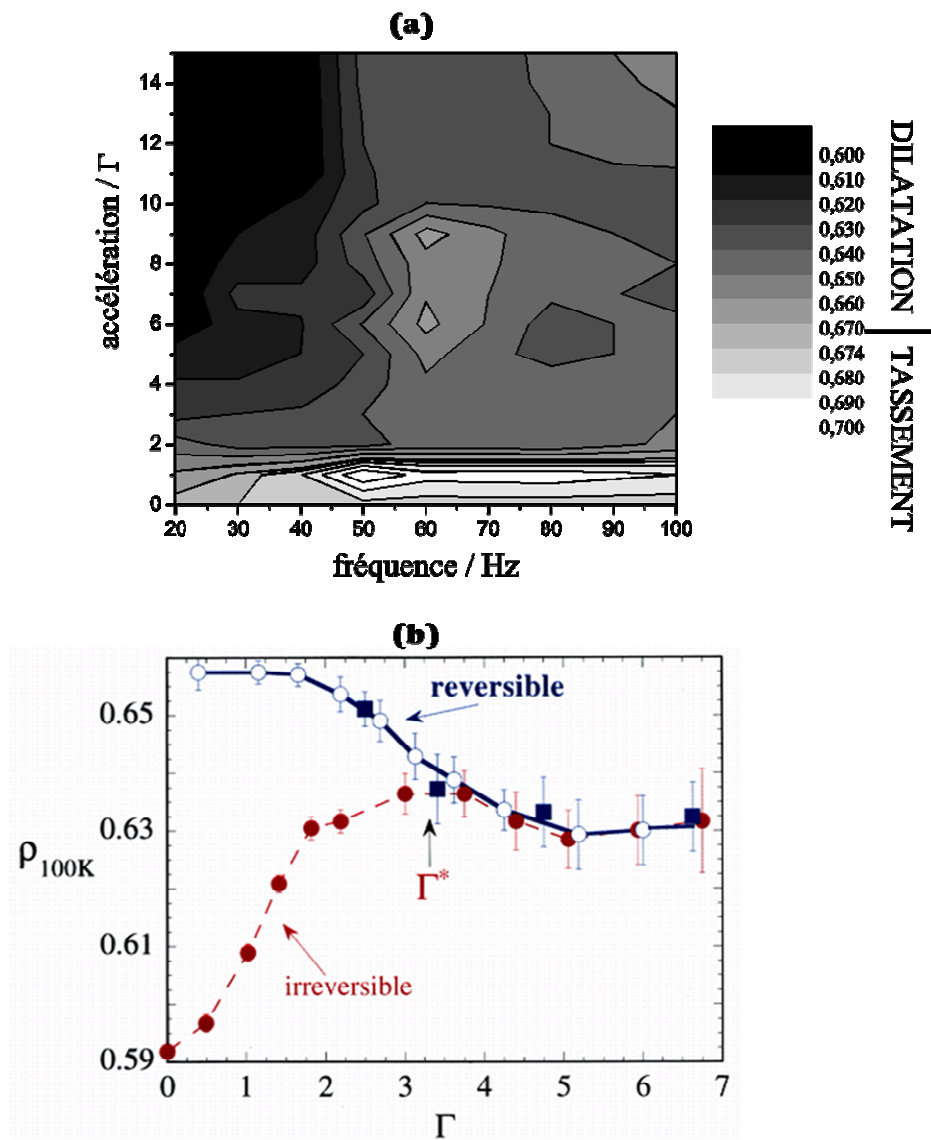 (a)
accélération / Γ
14
12
10
8
6
4
2
0
20 30 40 50 60 70 80 90 100
fréquence / Hz
0,600
0,610
0,620
0,630
0,640
0,650
0,660
0,670
0,674
0,680
0,690
0,700
DILATATION
TASSEMENT
(b)
0.65
0.63
0.61
0.59
ρ100K
reversible
Γ*
irreversible
0 1 2 3 4 5 6 7
Γ